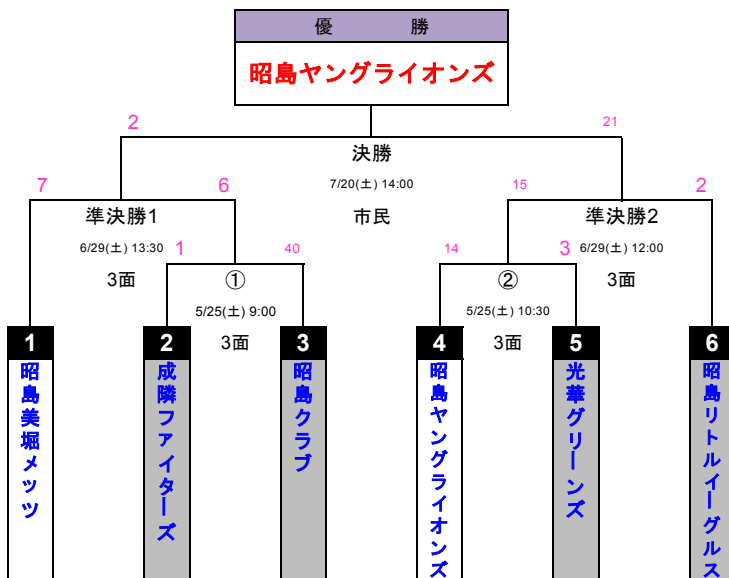 優 勝
昭島ヤングライオンズ
2
21
決勝
7/20(土) 14:00
市民
7
6
15
2
準決勝1
準決勝2
6/29(土) 13:30
6/29(土) 12:00
3面
3面
1
40
14
3
①
②
5/25(土) 9:00
5/25(土) 10:30
3面
3面
1
昭島美堀メッツ
2
成隣ファイターズ
3
昭島クラブ
4
昭島ヤングライオンズ
5
光華グリーンズ
6
昭島リトルイーグルス